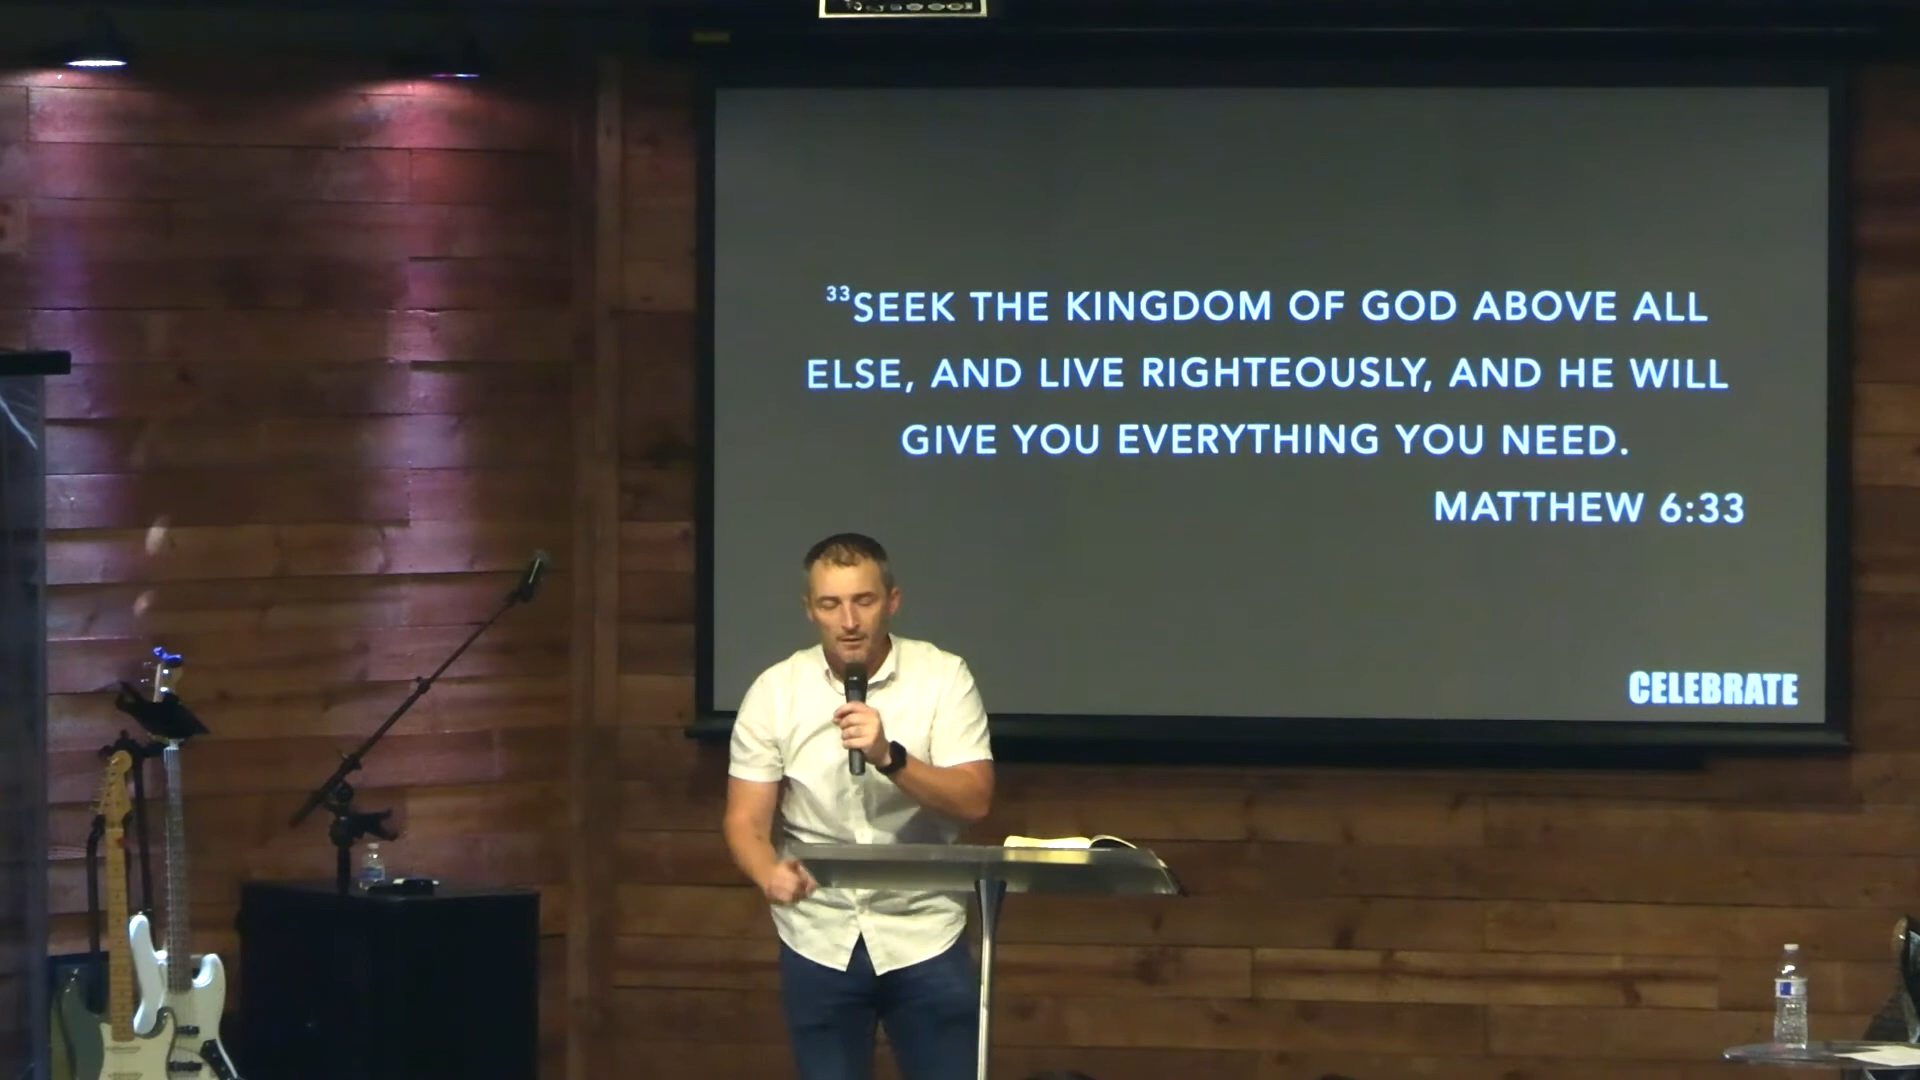 ³³SEEK THE KINGDOM OF GOD ABOVE ALL
ELSE, AND LIVE RIGHTEOUSLY, AND HE WILL
GIVE YOU EVERYTHING YOU NEED.
MATTHEW 6:33
CELEBRATE